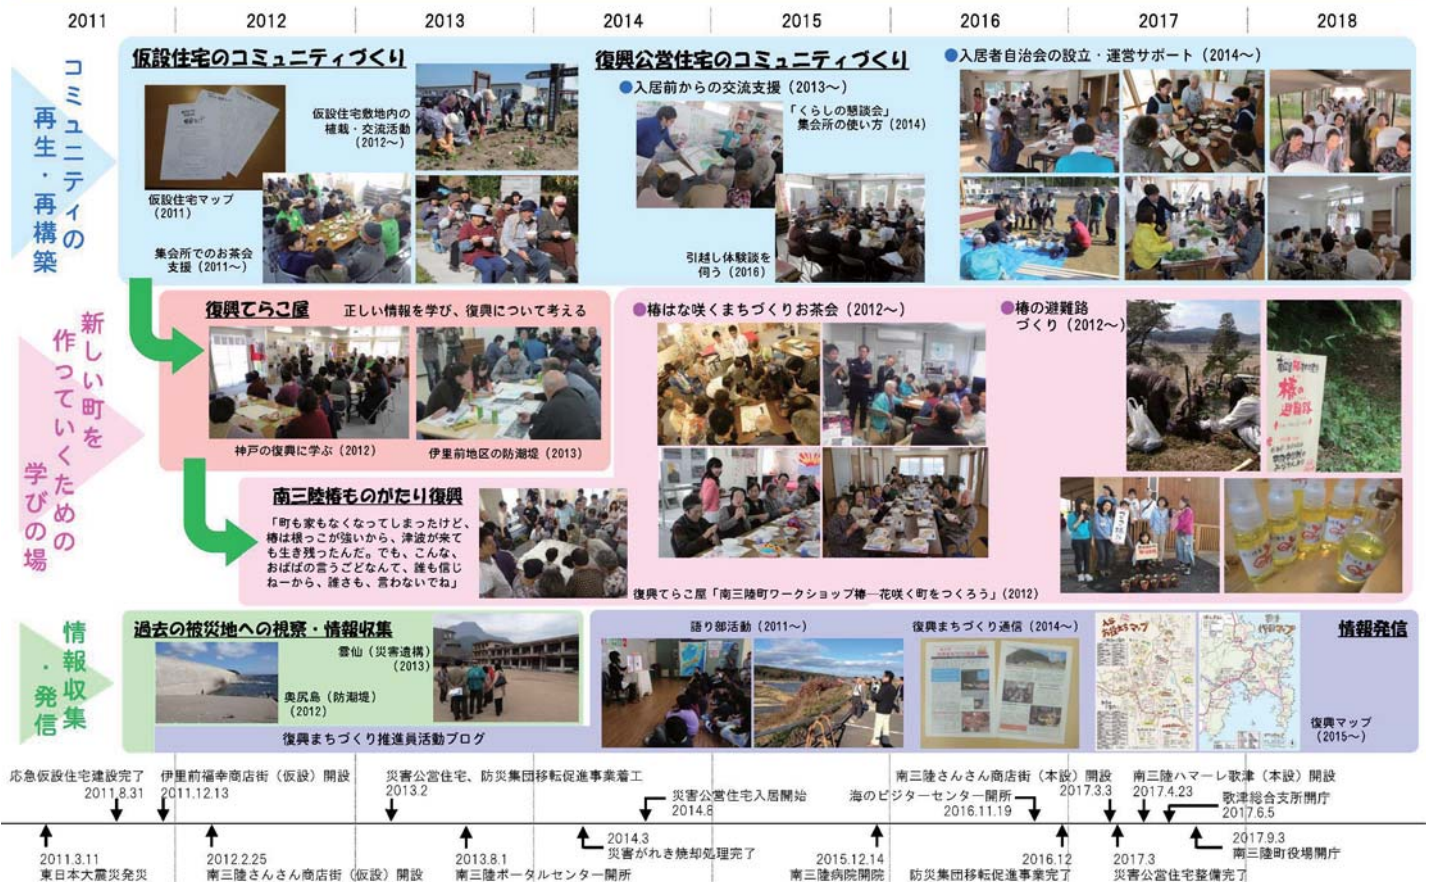 2011
2012
2013
2014
2015
2016
2017
2018
コミュニティの
再生・再構築
仮設住宅のコミュニティづくり
仮設住宅マップ
（2011）
集会所でのお茶会
支援（2011〜）
仮設住宅敷地内の
植栽・交流活動
（2012〜）
復興公営住宅のコミュニティづくり
●入居前からの交流支援（2013〜）
「くらしの懇談会」
集会所の使い方（2014）
引越し体験談を
伺う（2016）
●入居者自治会の設立・運営サポート（2014〜）
新しい町を
作っていくための
学びの場
復興てらこ屋
正しい情報を学び、復興について考える
神戸の復興に学ぶ（2012）
伊里前地区の防潮堤（2013）
南三陸椿ものがたり復興
「町も家もなくなってしまったけど、
椿は根っこが強いから、津波が来て
も生き残ったんだ。でも、こんな、
おばばの言うごどなんて、誰も信じ
ねーから、誰さも、言わないでね」
●椿はな咲くまちづくりお茶会（2012〜）
●椿の避難路
づくり（2012〜）
椿の
避難路
復興てらこ屋「南三陸町ワークショップ椿―花咲く町をつくろう」（2012）
情報収集
・発信
過去の被災地への視察・情報収集
雲仙（災害遺構）
（2013）
奥尻島（防潮堤）
（2012）
復興まちづくり推進員活動ブログ
語り部活動（2011〜）
復興まちづくり通信（2014〜）
情報発信
復興マップ
（2015〜）
応急仮設住宅建設完了
2011.8.31
伊里前福幸商店街（仮設）開設
2011.12.13
災害公営住宅、防災集団移転促進事業着工
2013.2
災害公営住宅入居開始
2014.8
南三陸さんさん商店街（本設）開設
2017.3.3
海のビジターセンター開所
2016.11.19
南三陸ハマーレ歌津（本設）開設
2017.4.23
歌津総合支所開庁
2017.6.5
2011.3.11
東日本大震災発災
2012.2.25
南三陸さんさん商店街（仮設）開設
2013.8.1
南三陸ポータルセンター開所
2014.3
災害がれき焼却処理完了
2015.12.14
南三陸病院開院
2016.12
防災集団移転促進事業完了
2017.3
災害公営住宅整備完了
2017.9.3
南三陸町役場開庁